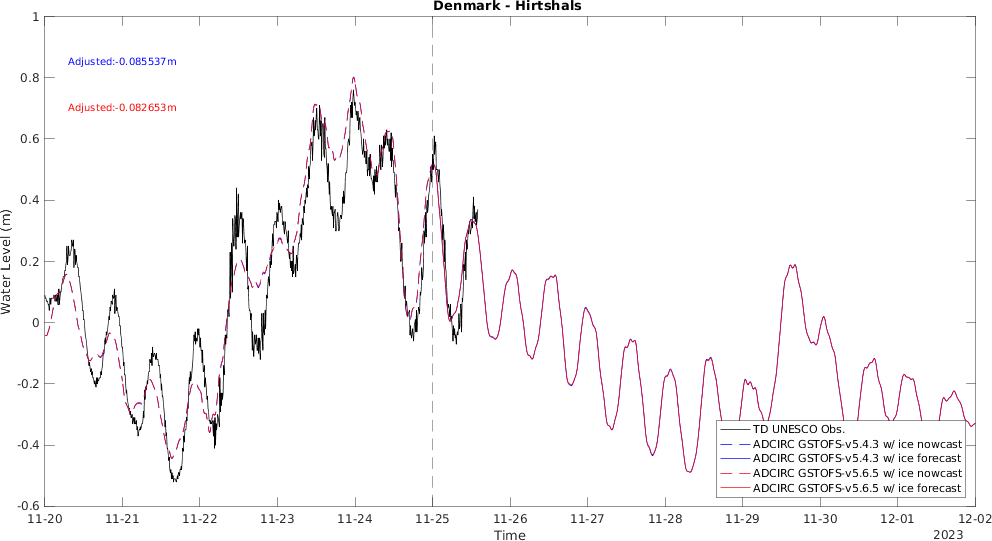 Denmark - Hirtshals
Adjusted:-0.085537m
Adjusted:-0.082653m
Water Level (m)
1
0.8
0.6
0.4
0.2
0
-0.2
-0.4
-0.6
TD UNESCO Obs.
ADCIRC GSTOFS-v5.4.3 w/ ice nowcast
ADCIRC GSTOFS-v5.4.3 w/ ice forecast
ADCIRC GSTOFS-v5.6.5 w/ ice nowcast
ADCIRC GSTOFS-v5.6.5 w/ ice forecast
11-20 11-21 11-22 11-23 11-24 11-25 11-26 11-27 11-28 11-29 11-30 12-01 12-02
Time
2023